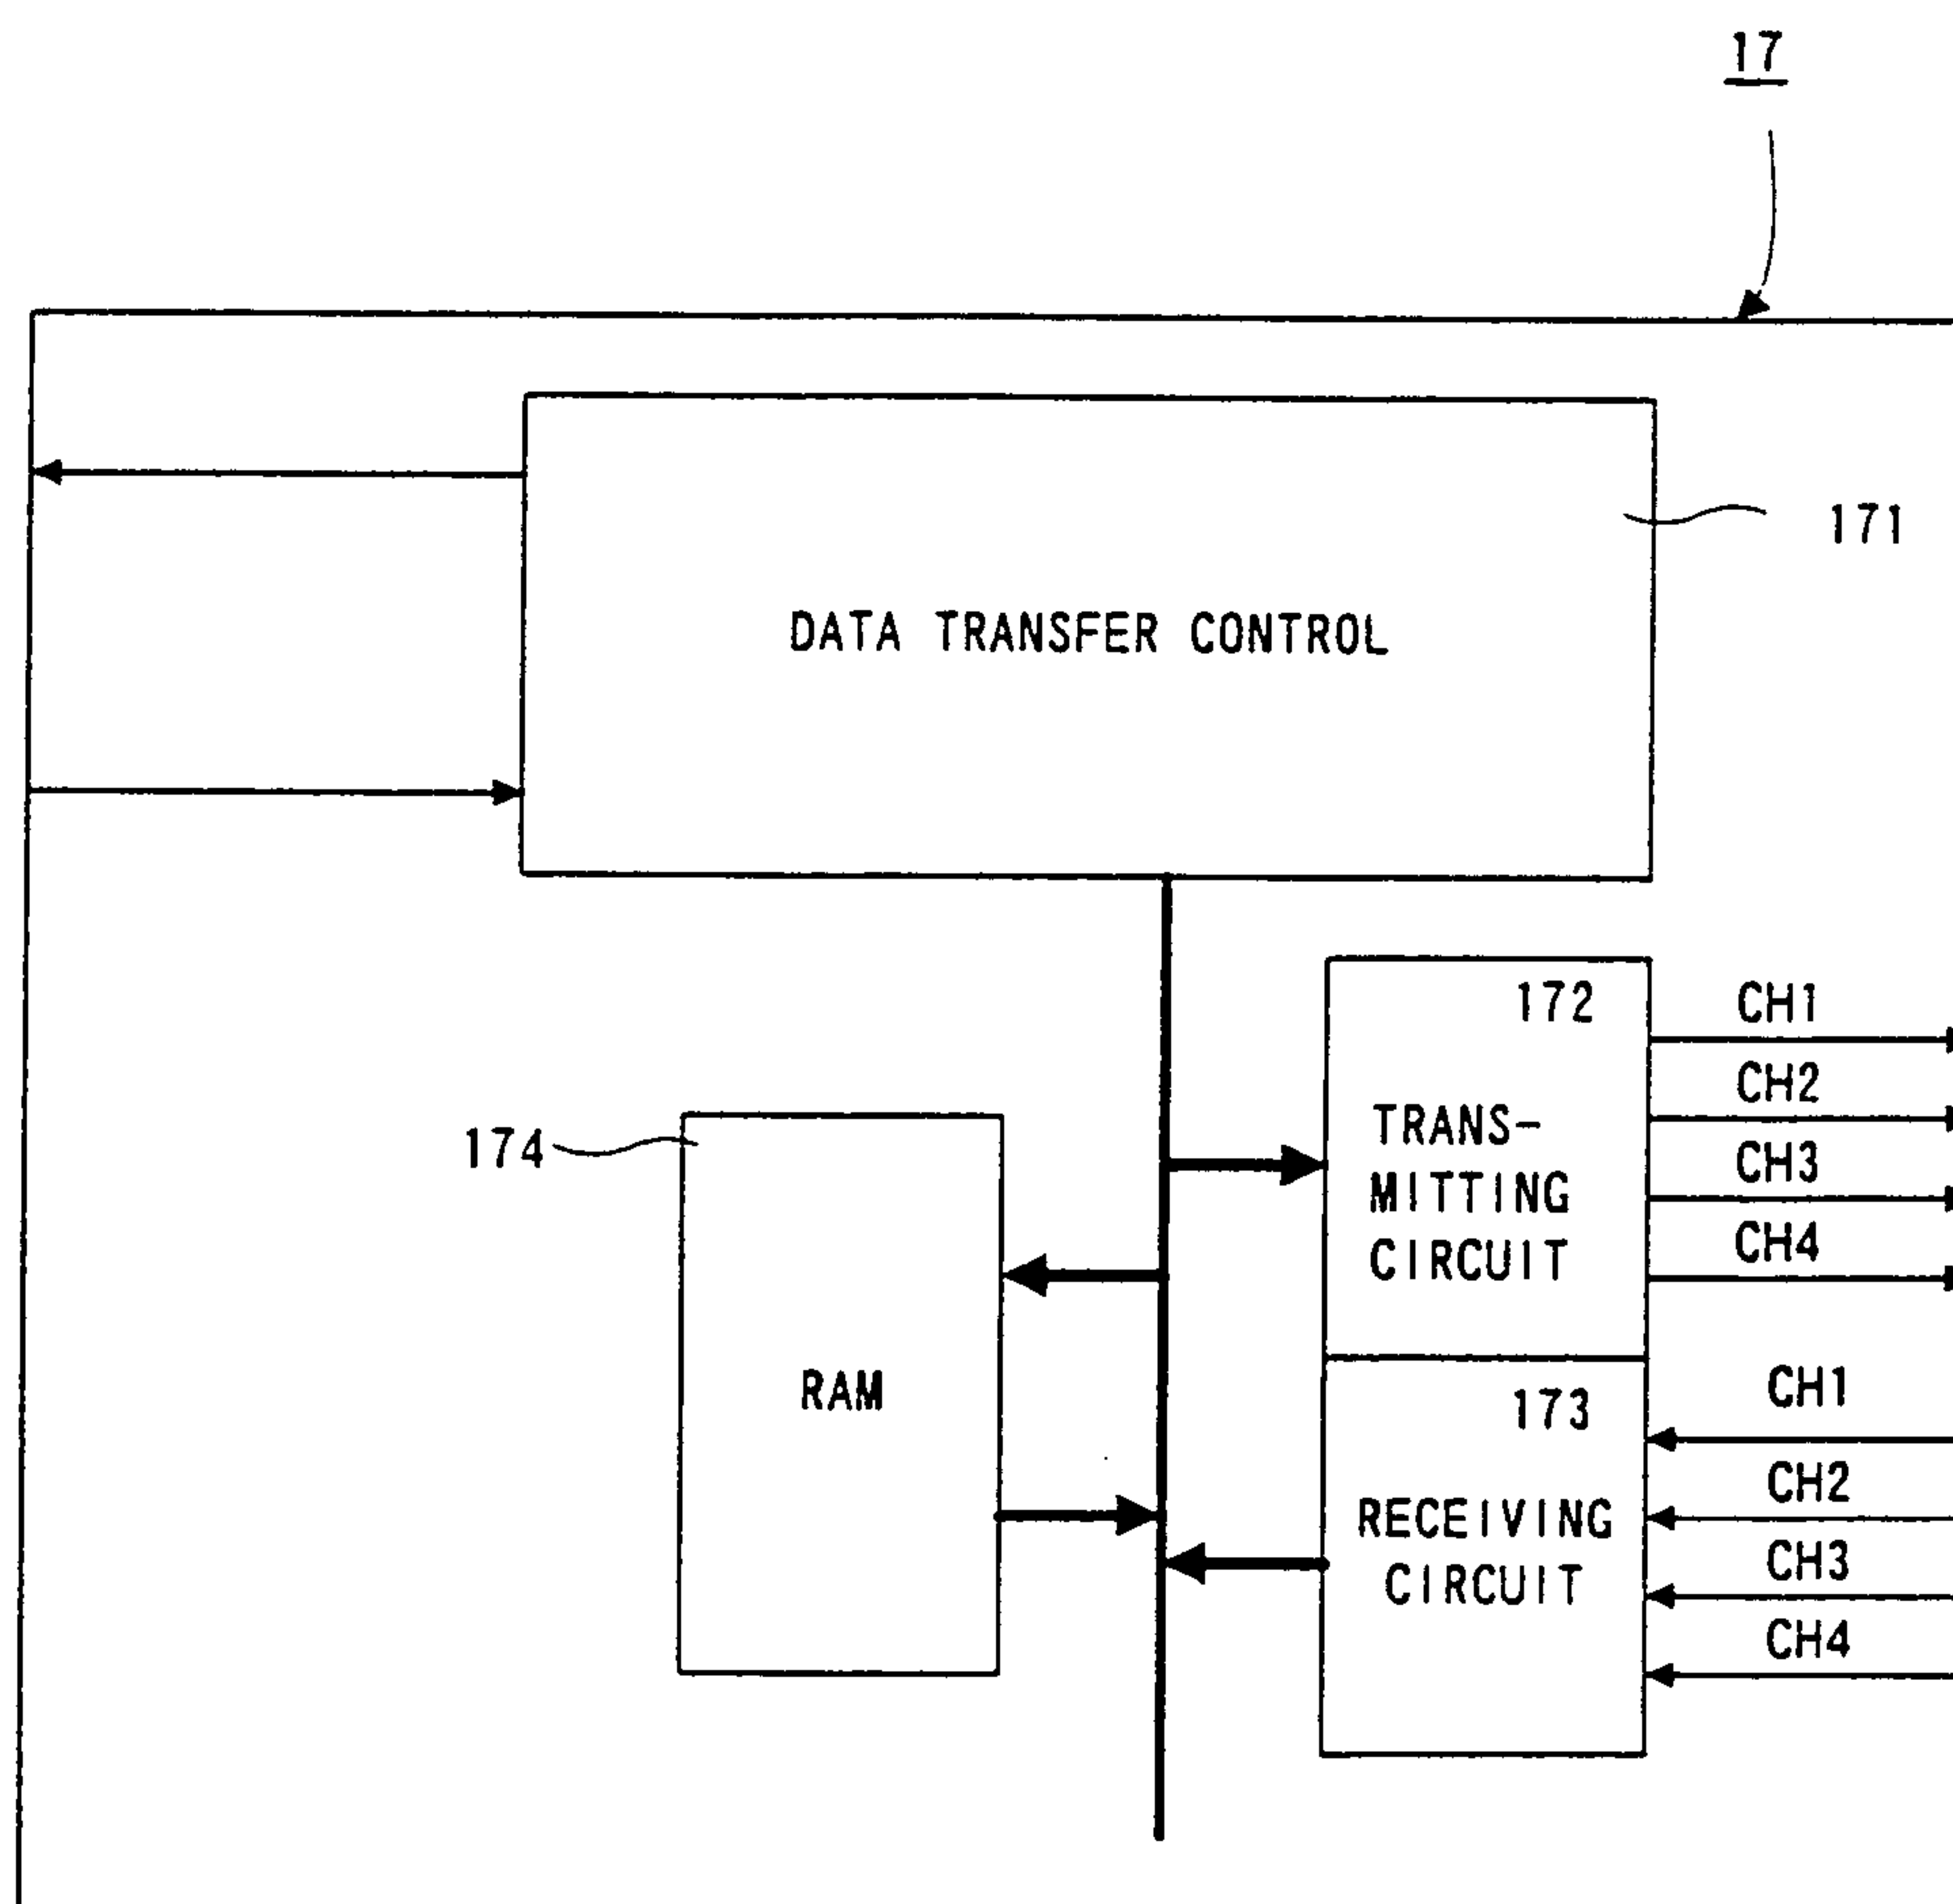 17
171
DATA TRANSFER CONTROL
172
CH1
CH2
174
TRANS-
CH3
MITTING
CH4
CIRCUIT
RAM
173
CH1
CH2
RECEIVING
CH3
CIRCUIT
CH4